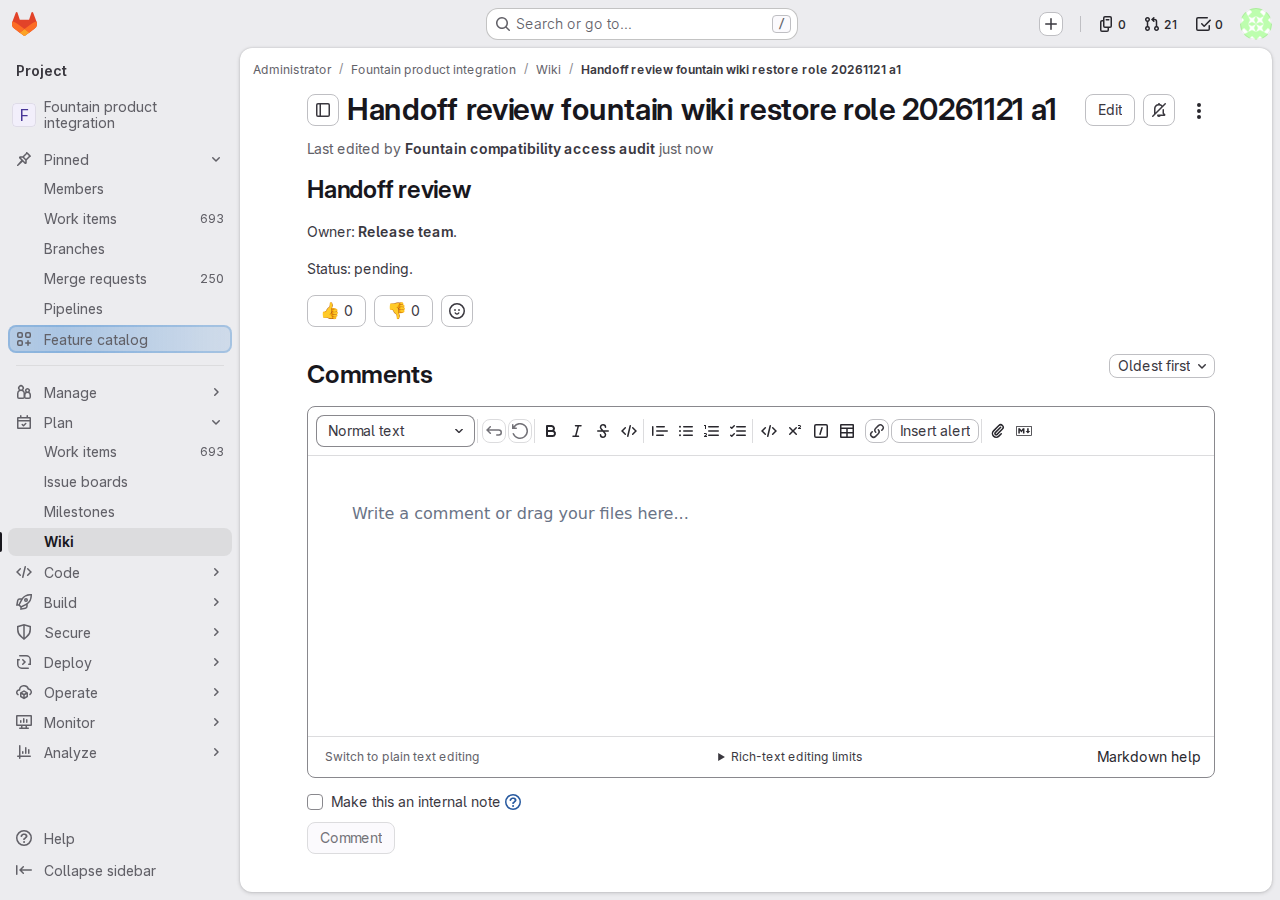 Search or go to...
/
0
21
0
Project
Administrator / Fountain product integration / Wiki / Handoff review fountain wiki restore role 20261121 a1
F
Fountain product integration
Pinned
Members
Work items 693
Branches
Merge requests 250
Pipelines
Feature catalog
Manage
Plan
Work items 693
Issue boards
Milestones
Wiki
Code
Build
Secure
Deploy
Operate
Monitor
Analyze
Help
Collapse sidebar
Handoff review fountain wiki restore role 20261121 a1
Edit
Last edited by Fountain compatibility access audit just now
Handoff review
Owner: Release team.
Status: pending.
👍 0
👎 0
Comments
Oldest first
Normal text
Insert alert
Write a comment or drag your files here…
Switch to plain text editing
Rich-text editing limits
Markdown help
Make this an internal note
Comment